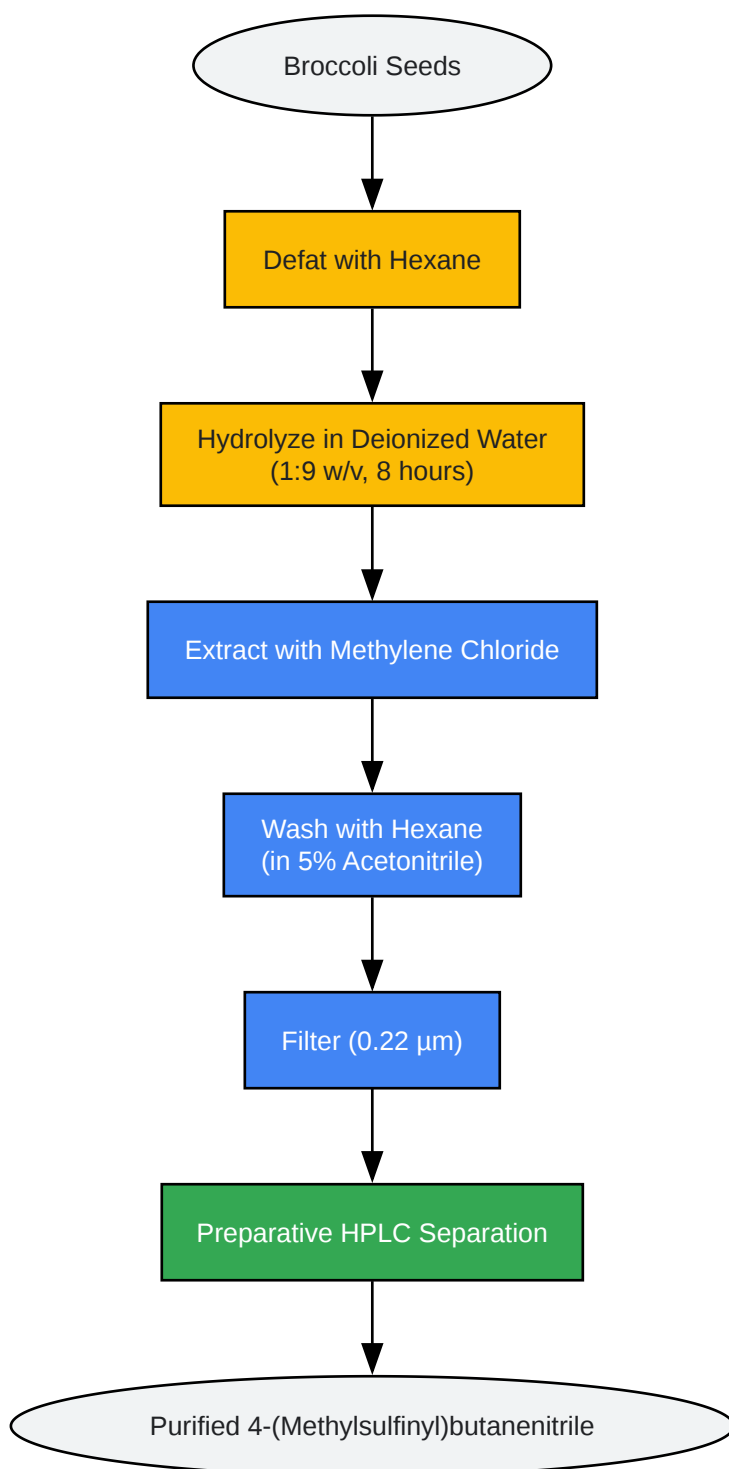 Broccoli Seeds
Defat with Hexane
Hydrolyze in Deionized Water
(1:9 w/v, 8 hours)
Extract with Methylene Chloride
Wash with Hexane
(in 5% Acetonitrile)
Filter (0.22 µm)
Preparative HPLC Separation
Purified 4-(Methylsulfinyl)butanenitrile